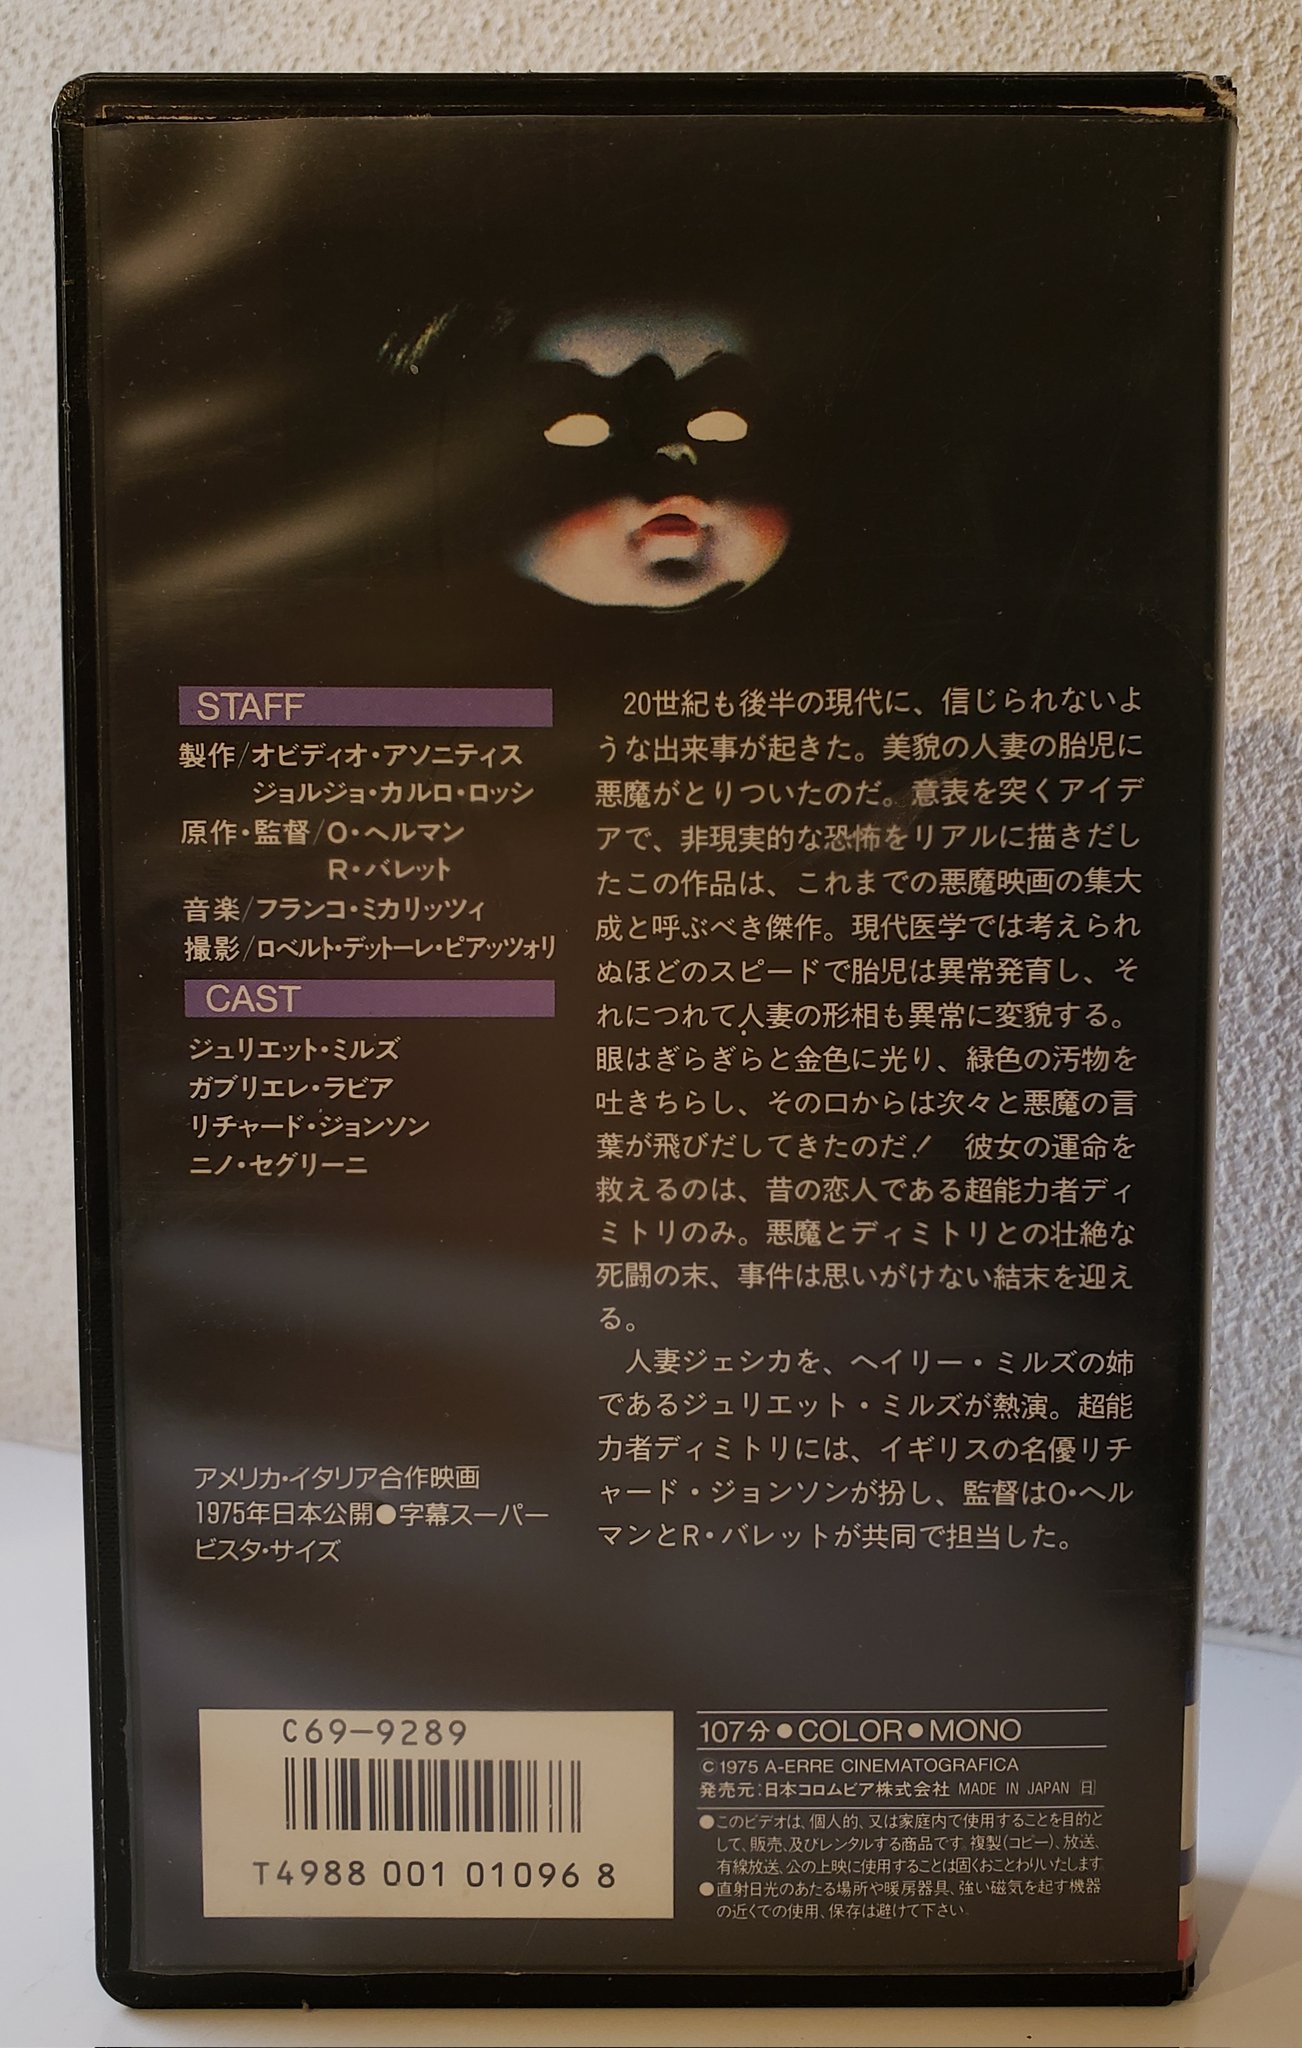 STAFF
製作/オビディオ・アソニティス
ジョルジョ・カルロ・ロッシ
原作・監督/O・ヘルマン
R・バレット
音楽/フランコ・ミカリッツィ
撮影/ロベルト・デットーレ・ピアッツォリ
CAST
ジュリエット・ミルズ
ガブリエレ・ラビア
リチャード・ジョンソン
ニノ・セグリーニ
アメリカ・イタリア合作映画
1975年日本公開●字幕スーパー
ビスタ・サイズ
20世紀も後半の現代に、信じられないよ
うな出来事が起きた。美貌の人妻の胎児に
悪魔がとりついたのだ。意表を突くアイデ
アで、非現実的な恐怖をリアルに描きだし
たこの作品は、これまでの悪魔映画の集大
成と呼ぶべき傑作。現代医学では考えられ
ぬほどのスピードで胎児は異常発育し、そ
れにつれて人妻の形相も異常に変貌する。
眼はぎらぎらと金色に光り、緑色の汚物を
吐きちらし、その口からは次々と悪魔の言
葉が飛びだしてきたのだ！　彼女の運命を
救えるのは、昔の恋人である超能力者ディ
ミトリのみ。悪魔とディミトリとの壮絶な
死闘の末、事件は思いがけない結末を迎え
る。
人妻ジェシカを、ヘイリー・ミルズの姉
であるジュリエット・ミルズが熱演。超能
力者ディミトリには、イギリスの名優リチ
ャード・ジョンソンが扮し、監督はO・ヘル
マンとR・バレットが共同で担当した。
C69-9289
T4988 001 01096 8
107分●COLOR●MONO
©1975 A-ERRE CINEMATOGRAFICA
発売元：日本コロムビア株式会社 MADE IN JAPAN 日
●このビデオは、個人的、又は家庭内で使用することを目的と
して、販売、及びレンタルする商品です。複製(コピー)、放送、
有線放送、公の上映に使用することは固くおことわりいたします
●直射日光のあたる場所や暖房器具、強い磁気を起す機器
の近くでの使用、保存は避けて下さい。